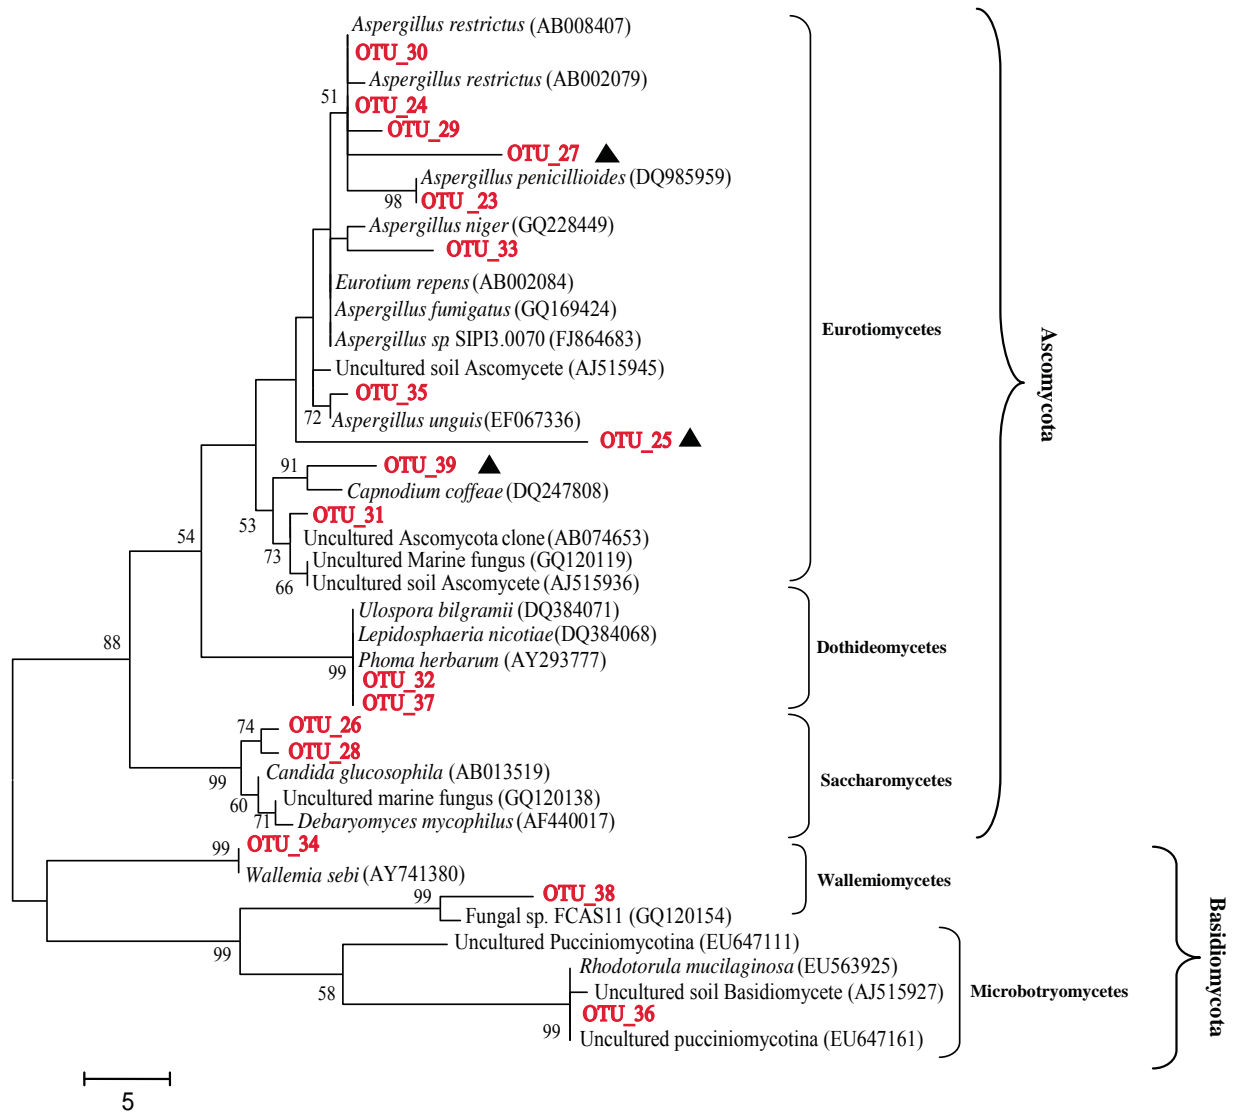 Aspergillus restrictus (AB008407)
OTU_30
Aspergillus restrictus (AB002079)
51
OTU_24
OTU_29
OTU_27
Aspergillus penicillioides (DQ985959)
98
OTU_23
Aspergillus niger (GQ228449)
OTU_33
Eurotium repens (AB002084)
Aspergillus fumigatus (GQ169424)
Aspergillus sp SIPI3.0070 (FJ864683)
Uncultured soil Ascomycete (AJ515945)
OTU_35
72
Aspergillus unguis (EF067336)
OTU_25
91
OTU_39
Capnodium coffeae (DQ247808)
OTU_31
53
Uncultured Ascomycota clone (AB074653)
73
Uncultured Marine fungus (GQ120119)
66
Uncultured soil Ascomycete (AJ515936)
54
Eurotiomycetes
Ulospora bilgramii (DQ384071)
Lepidosphaeria nicotiae (DQ384068)
Phoma herbarum (AY293777)
99
OTU_32
OTU_37
Dothideomycetes
88
74
OTU_26
OTU_28
99
Candida glucosophila (AB013519)
60
Uncultured marine fungus (GQ120138)
71
Debaryomyces mycophilus (AF440017)
Saccharomycetes
Ascomycota
99
OTU_34
Wallemia sebi (AY741380)
99
OTU_38
Fungal sp. FCAS11 (GQ120154)
Wallemiomycetes
99
Uncultured Pucciniomycotina (EU647111)
Rhodotorula mucilaginosa (EU563925)
58
Uncultured soil Basidiomycete (AJ515927)
OTU_36
99
Uncultured pucciniomycotina (EU647161)
Microbotryomycetes
Basidiomycota
5